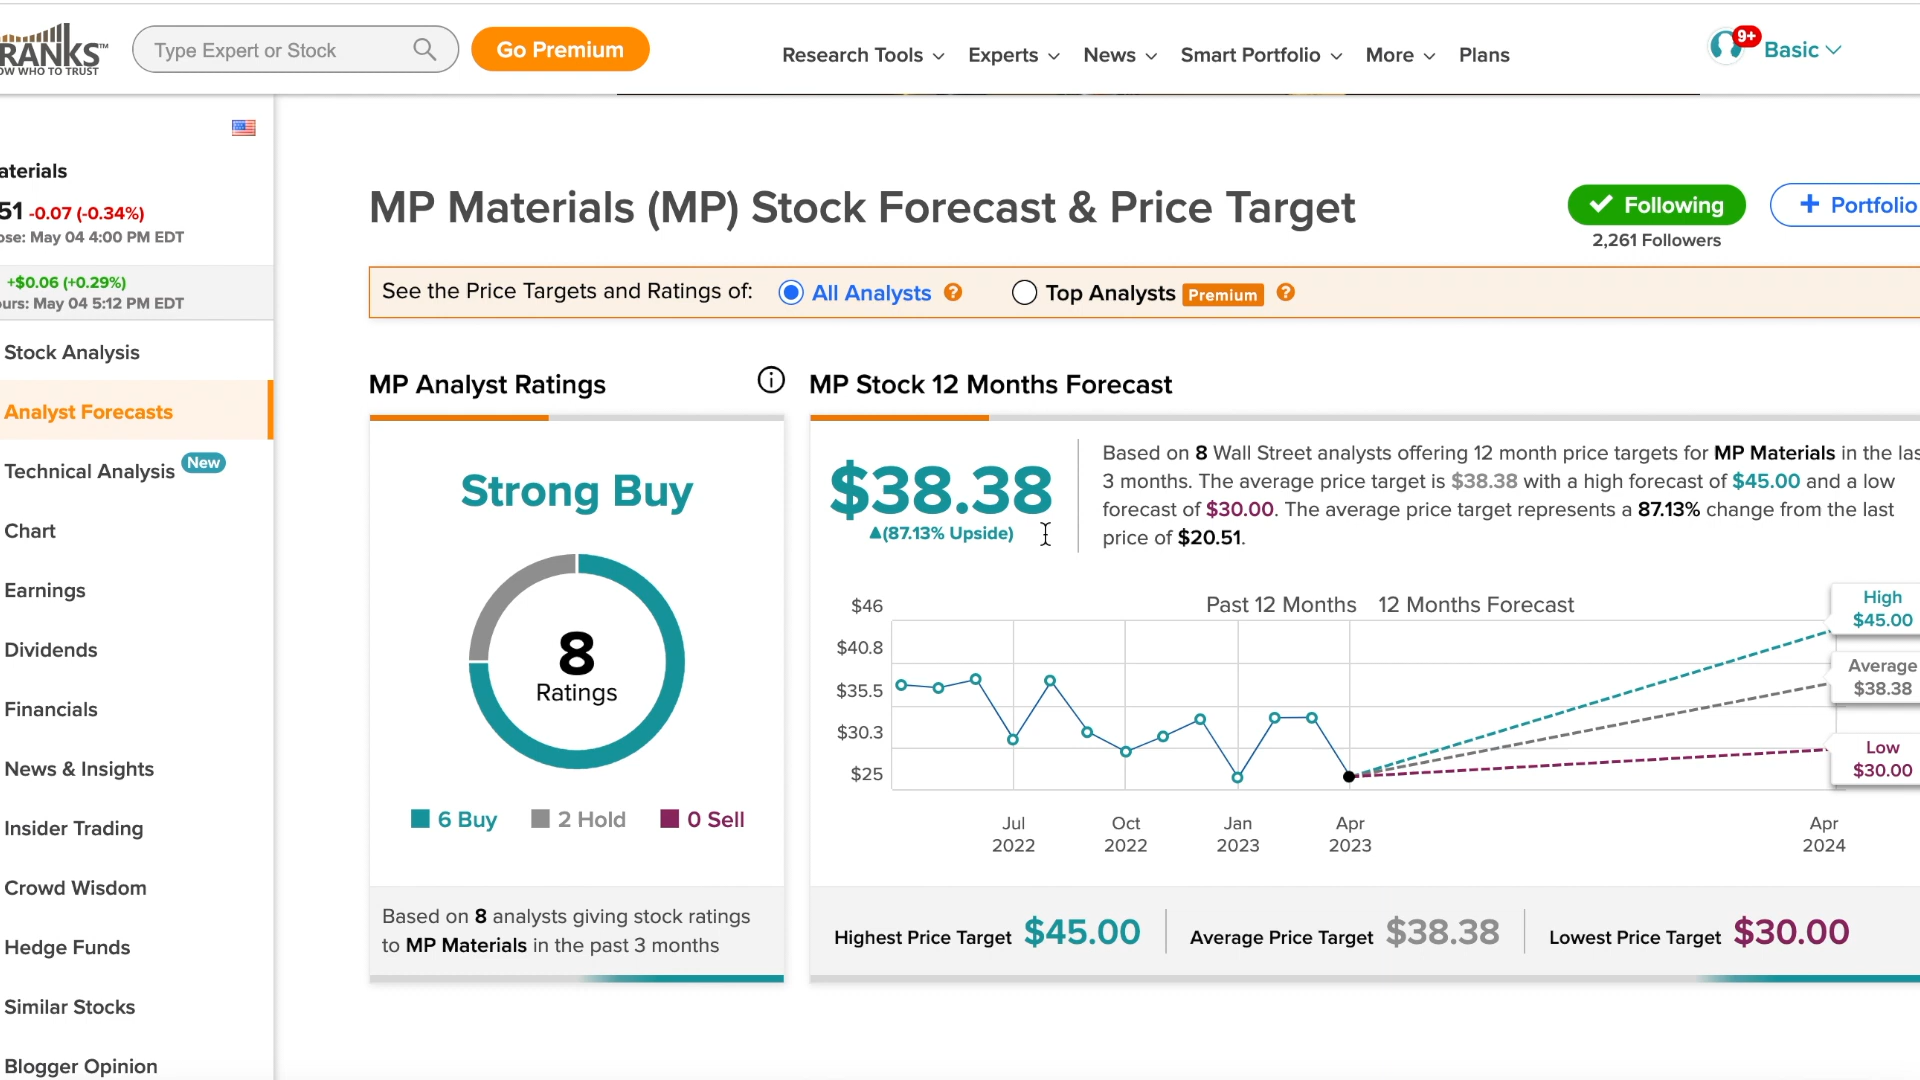 RANKS™
OW WHO TO TRUST
Type Expert or Stock
Go Premium
Research Tools
Experts
News
Smart Portfolio
More
Plans
9+
Basic
aterials
51 -0.07 (-0.34%)
ose: May 04 4:00 PM EDT
+$0.06 (+0.29%)
ours: May 04 5:12 PM EDT
Stock Analysis
Analyst Forecasts
Technical Analysis New
Chart
Earnings
Dividends
Financials
News & Insights
Insider Trading
Crowd Wisdom
Hedge Funds
Similar Stocks
Blogger Opinion
MP Materials (MP) Stock Forecast & Price Target
Following
2,261 Followers
+ Portfolio
See the Price Targets and Ratings of: All Analysts ? Top Analysts Premium ?
MP Analyst Ratings
Strong Buy
8
Ratings
6 Buy 2 Hold 0 Sell
Based on 8 analysts giving stock ratings
to MP Materials in the past 3 months
MP Stock 12 Months Forecast
$38.38
▲(87.13% Upside)
Based on 8 Wall Street analysts offering 12 month price targets for MP Materials in the las
3 months. The average price target is $38.38 with a high forecast of $45.00 and a low
forecast of $30.00. The average price target represents a 87.13% change from the last
price of $20.51.
Past 12 Months 12 Months Forecast
$46
$40.8
$35.5
$30.3
$25
High
$45.00
Average
$38.38
Low
$30.00
Jul
2022
Oct
2022
Jan
2023
Apr
2023
Apr
2024
Highest Price Target $45.00
Average Price Target $38.38
Lowest Price Target $30.00